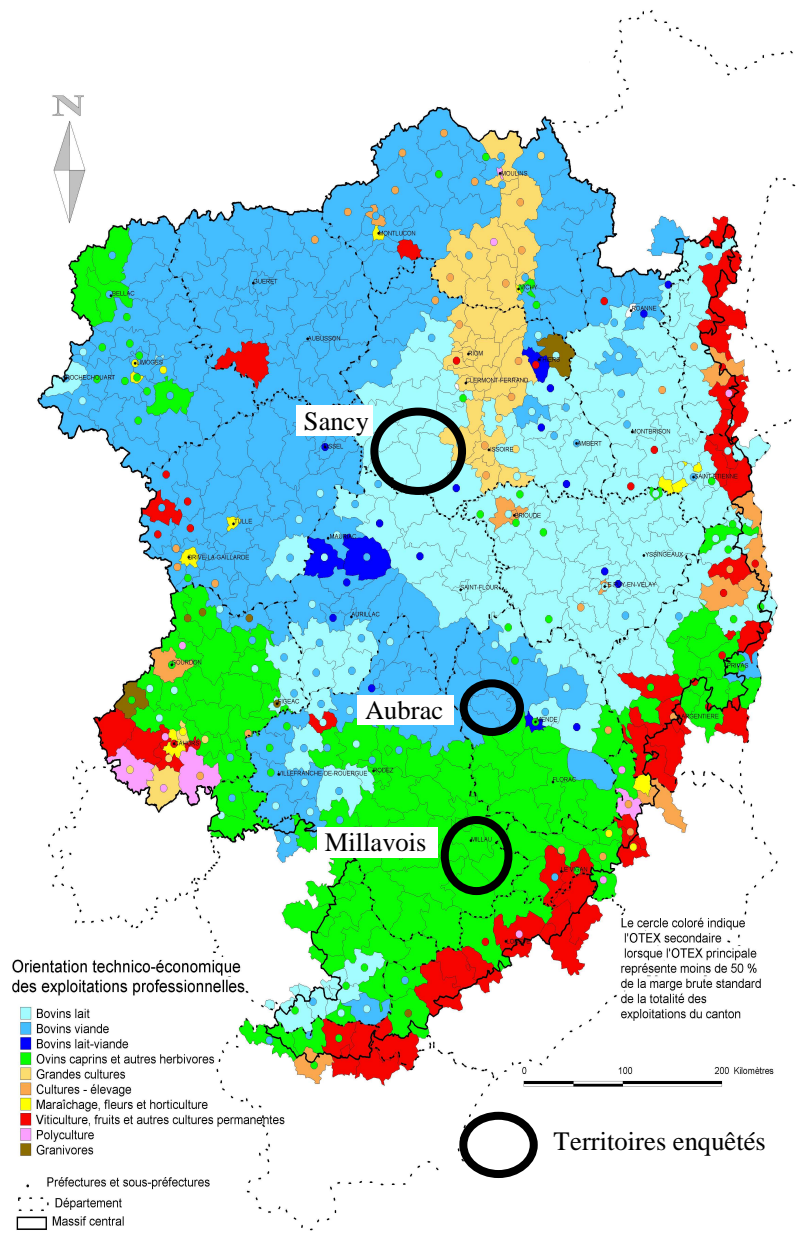 N
MOULINS
MONTLUCON
GUERET
BELLAC
VICHY
ROANNE
AUBUSSON
RIOM
LIMOGES
ROCHECHOUART
CLERMONT-FERRAND
Sancy
MONTBRISON
AMBERT
ISSOIRE
USSEL
SAINT-ETIENNE
BRIOUDE
TULLE
MAURIAC
BRIVE-LA-GAILLARDE
YSSINGEAUX
SAINT-FLOUR
LE PUY-EN-VELAY
AURILLAC
GOURDON
PRIVAS
FIGEAC
Aubrac
MENDE
ARGENTIERE
CAHORS
VILLEFRANCHE-DE-ROUERGUE
RODEZ
FLORAC
Millavois
MILLAU
LE VIGAN
LODEVE
Le cercle coloré indique
l'OTEX secondaire
lorsque l'OTEX principale
représente moins de 50 %
de la marge brute standard
de la totalité des
exploitations du canton
Orientation technico-économique
des exploitations professionnelles
Bovins lait
Bovins viande
Bovins lait-viande
Ovins caprins et autres herbivores
Grandes cultures
Cultures - élevage
Maraîchage, fleurs et horticulture
Viticulture, fruits et autres cultures permanentes
Polyculture
Granivores
0 100 200 Kilomètres
Territoires enquêtés
Préfectures et sous-préfectures
Département
Massif central